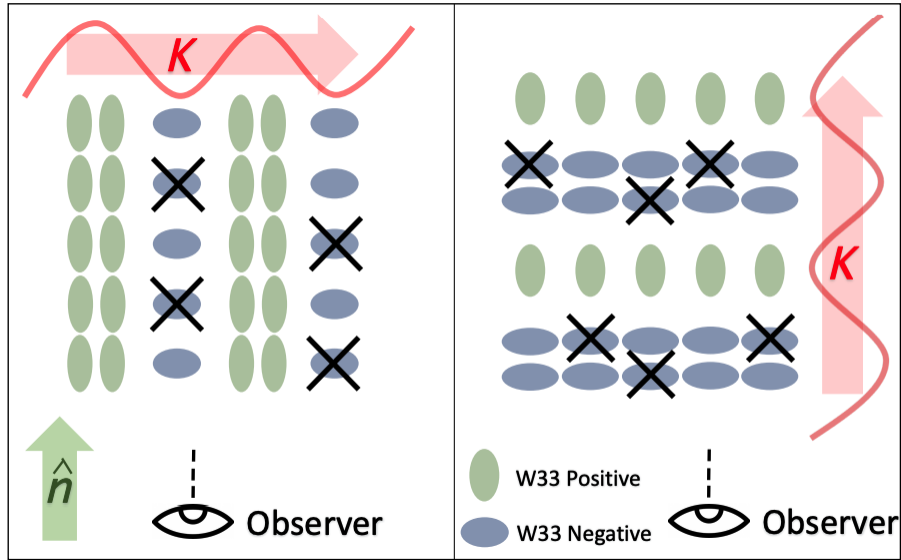 K
n̂
Observer
K
W33 Positive
W33 Negative
Observer